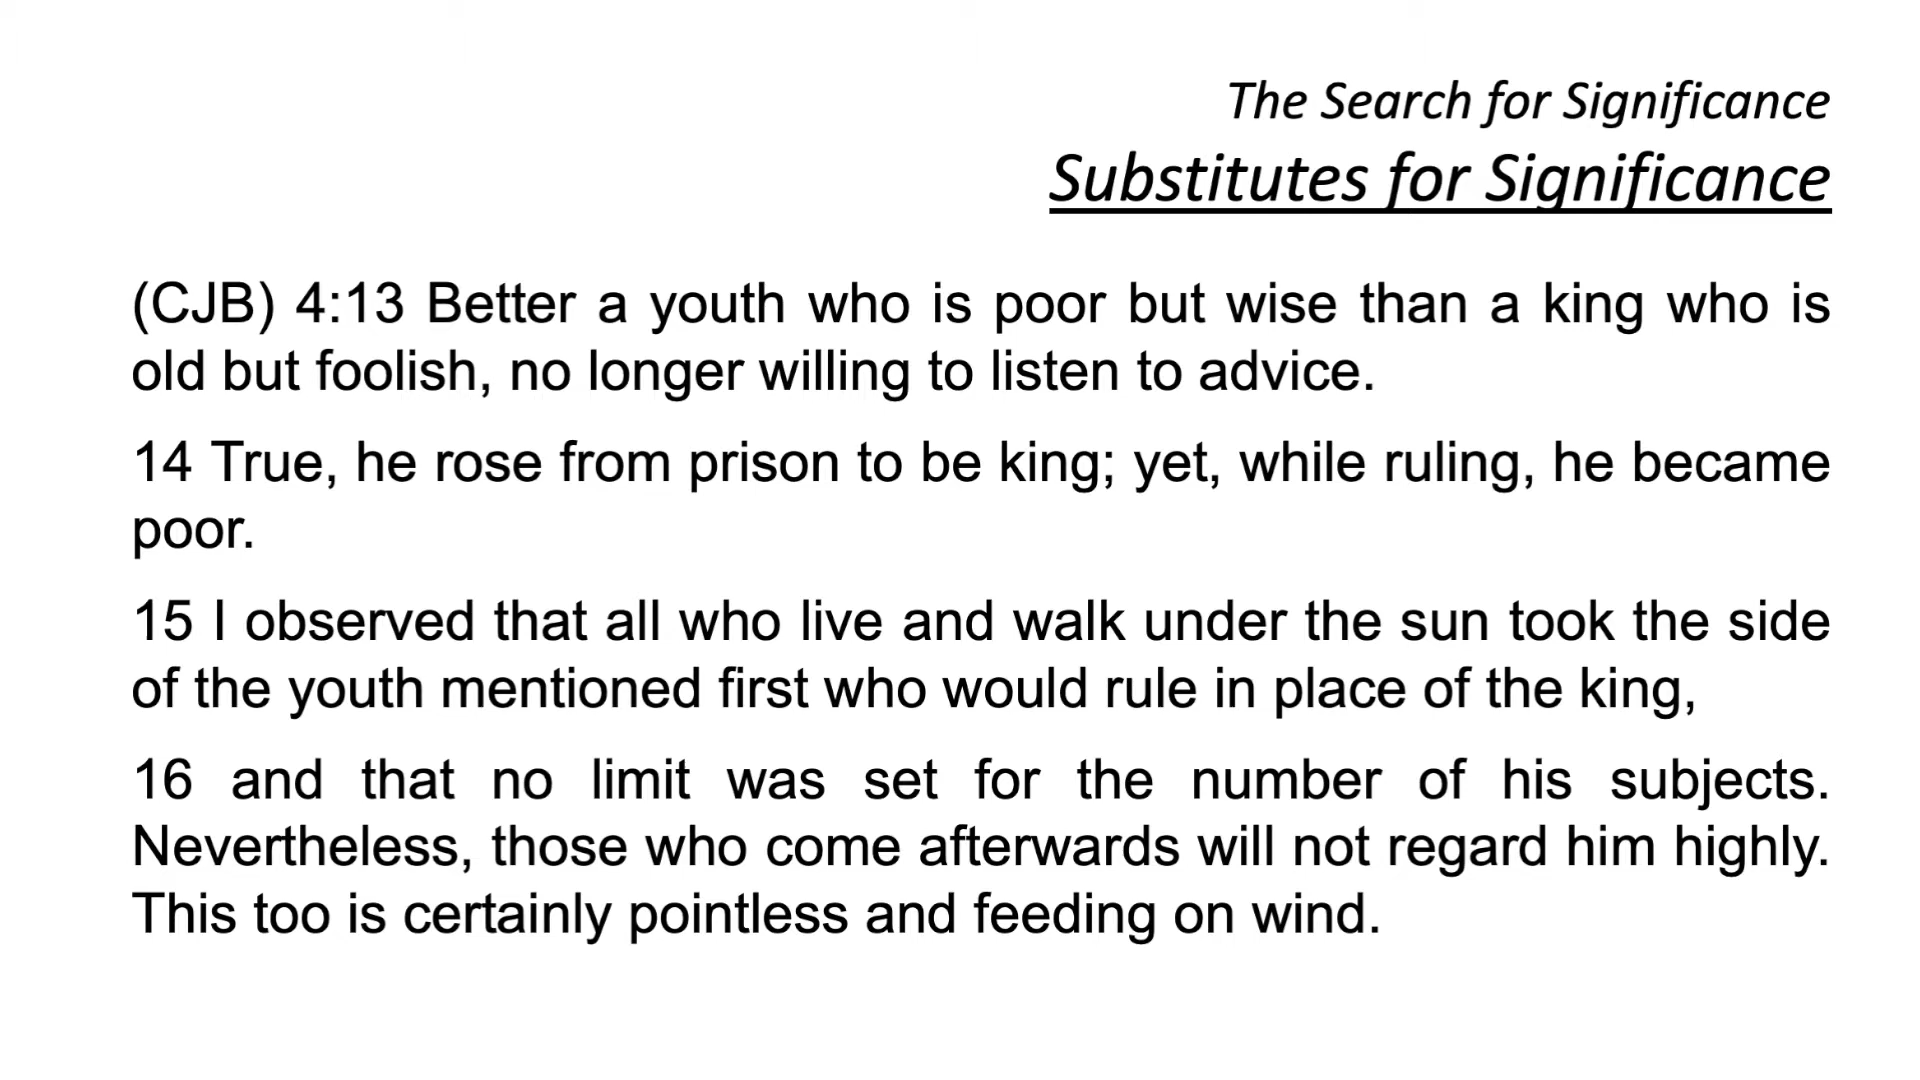 The Search for Significance
Substitutes for Significance
(CJB) 4:13 Better a youth who is poor but wise than a king who is
old but foolish, no longer willing to listen to advice.
14 True, he rose from prison to be king; yet, while ruling, he became
poor.
15 I observed that all who live and walk under the sun took the side
of the youth mentioned first who would rule in place of the king,
16 and that no limit was set for the number of his subjects.
Nevertheless, those who come afterwards will not regard him highly.
This too is certainly pointless and feeding on wind.